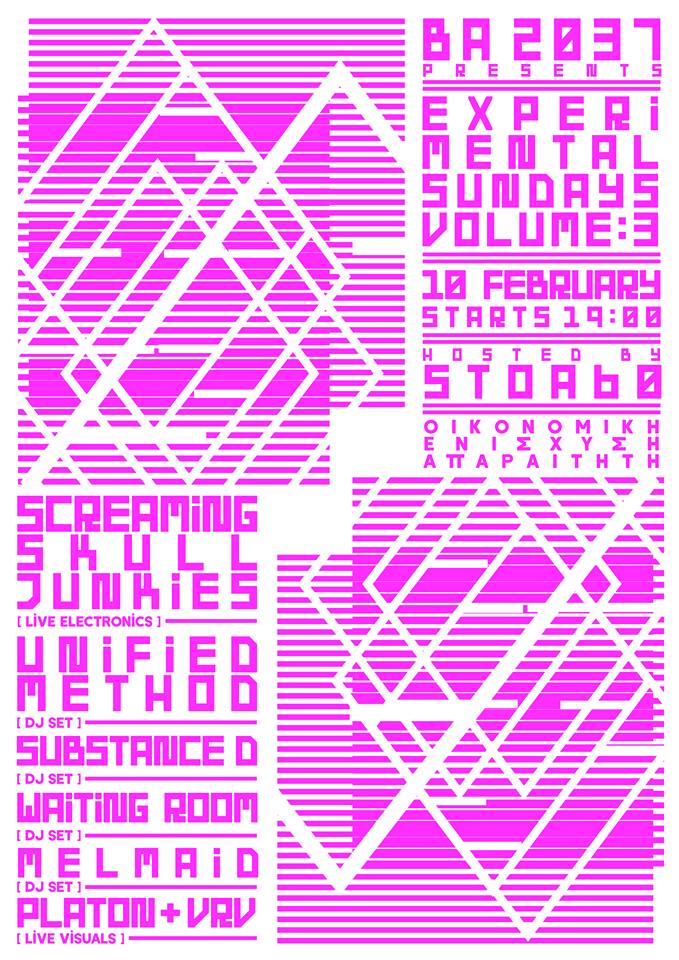 BA 2037
PRESENTS
EXPERi
MENTAL
SUNDAYS
VOLUME:3
10 FEBRUARY
STARTS 19:00
HOSTED BY
STOA60
ΟΙΚΟΝΟΜΙΚΗ
ΕΝΙΣΧΥΣΗ
ΑΠΑΡΑΙΤΗΤΗ
SCREAMiNG
SKULL
JUNKiES
[ LiVE ELECTRONiCS ]
UNiFiED
METHOD
[ DJ SET ]
SUBSTANCE D
[ DJ SET ]
WAiTiNG ROOM
[ DJ SET ]
MELMAiD
[ DJ SET ]
PLATON+VRV
[ LiVE ViSUALS ]